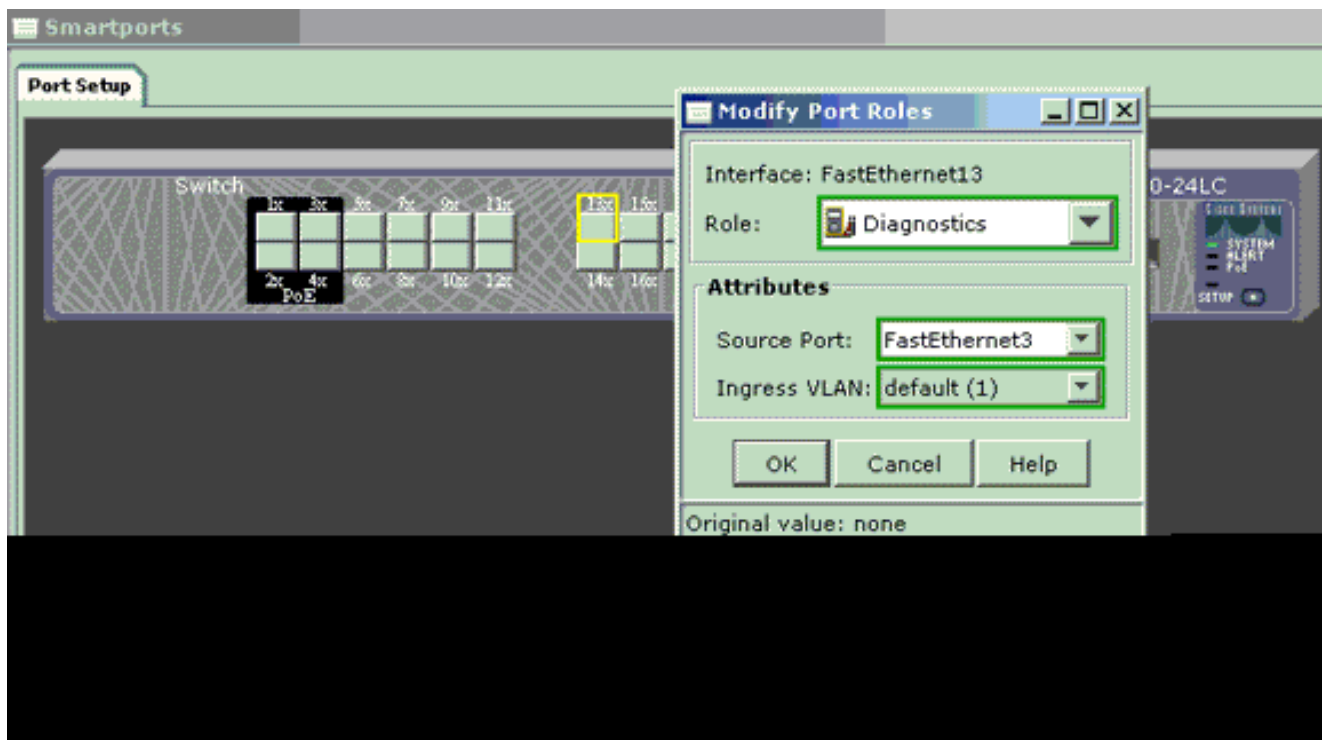 Smartports
Port Setup
Modify Port Roles
Interface: FastEthernet13
Role: Diagnostics
Switch
1x 3x 5x 7x 9x 11x 13x 15x
2x 4x 6x 8x 10x 12x 14x 16x
PoE
0-24LC
Cisco Systems
SYSTEM
ALERT
PoE
SETUP
Attributes
Source Port: FastEthernet3
Ingress VLAN: default (1)
OK Cancel Help
Original value: none